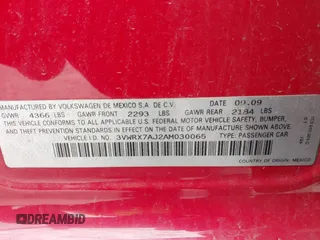 MANUFACTURED BY VOLKSWAGEN DE MEXICO S.A. DE C.V. DATE 09.09
GVWR 4366 LBS GAWR FRONT 2293 LBS GAWR REAR 2184 LBS
THIS VEHICLE CONFORMS TO ALL APPLICABLE U.S. FEDERAL MOTOR VEHICLE SAFETY, BUMPER,
AND THEFT PREVENTION STANDARDS IN EFFECT ON THE DATE OF MANUFACTURE SHOWN ABOVE.
VEHICLE IDENT. NO.: 3VWRX7AJ2AM030065 TYPE: PASSENGER CAR
COUNTRY OF ORIGIN: MEXICO
DREAMBID